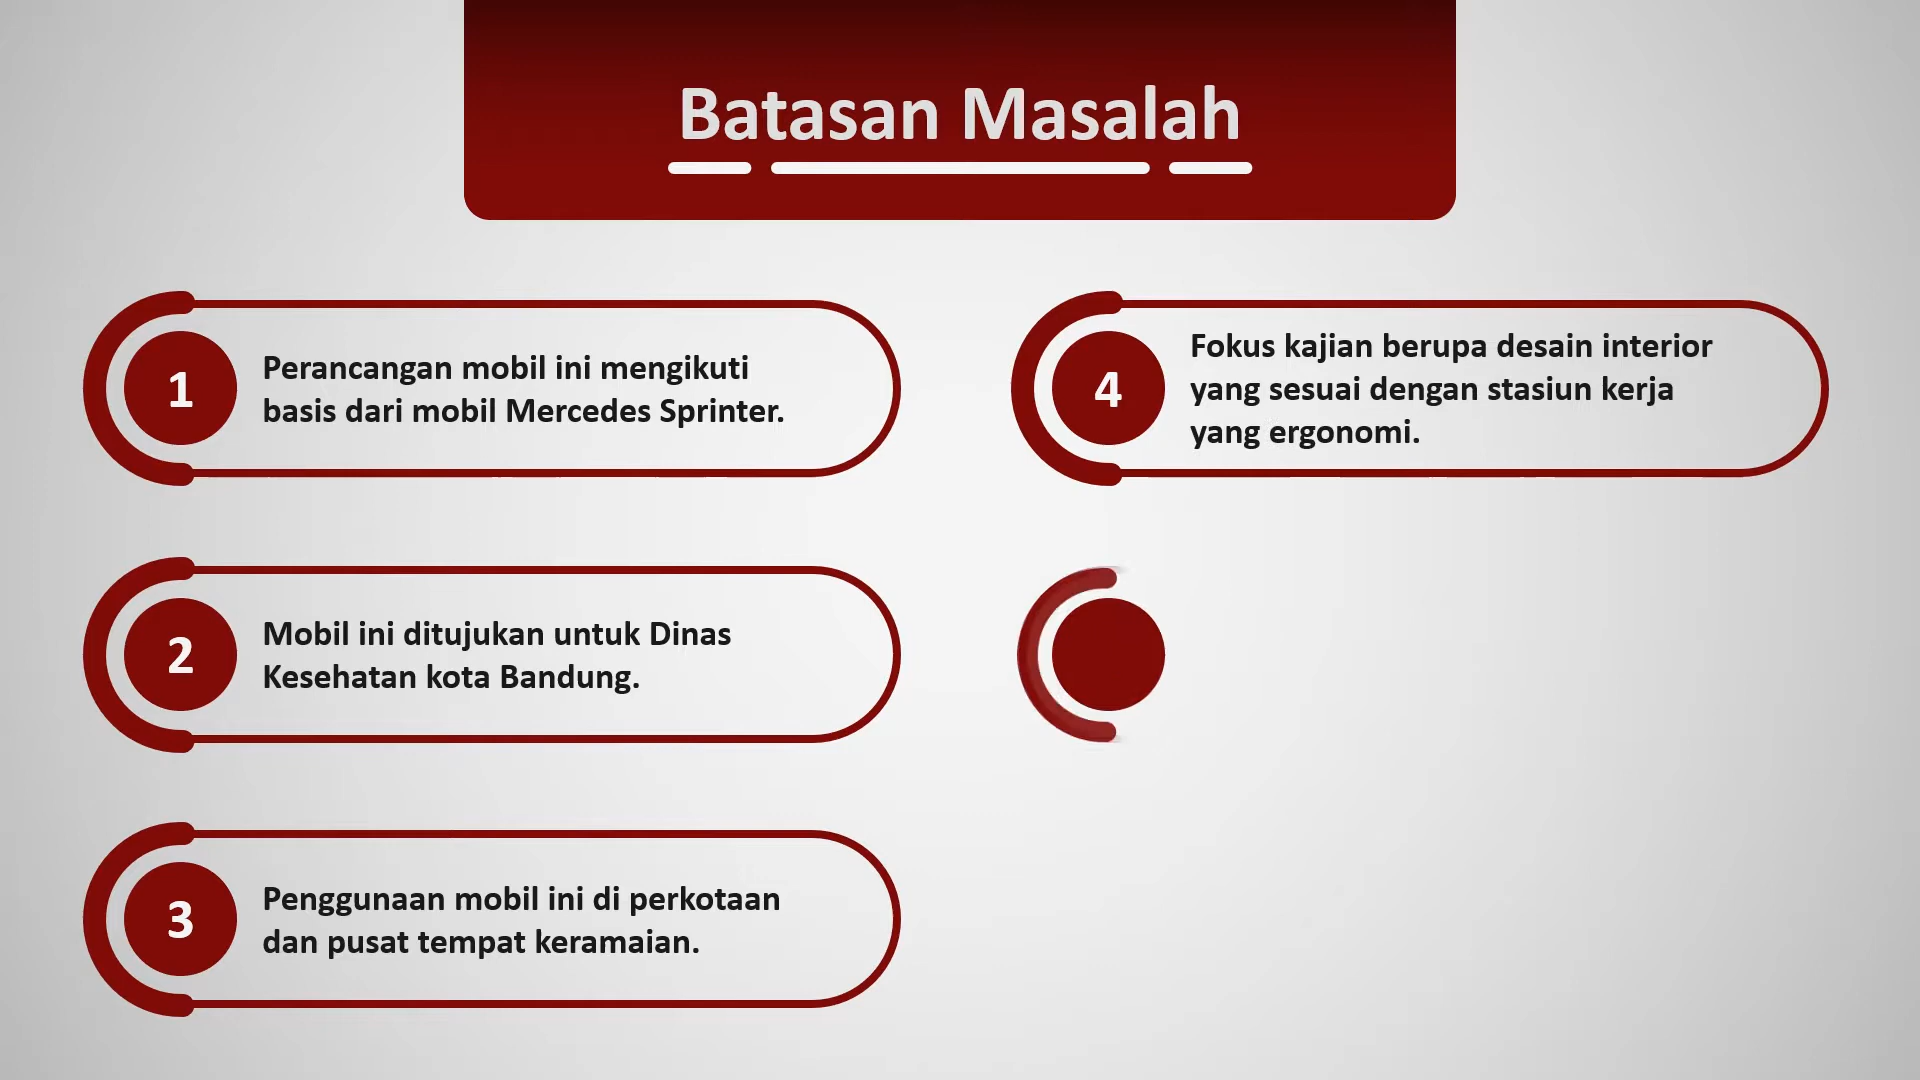 Batasan Masalah
1
Perancangan mobil ini mengikuti
basis dari mobil Mercedes Sprinter.
2
Mobil ini ditujukan untuk Dinas
Kesehatan kota Bandung.
3
Penggunaan mobil ini di perkotaan
dan pusat tempat keramaian.
4
Fokus kajian berupa desain interior
yang sesuai dengan stasiun kerja
yang ergonomi.